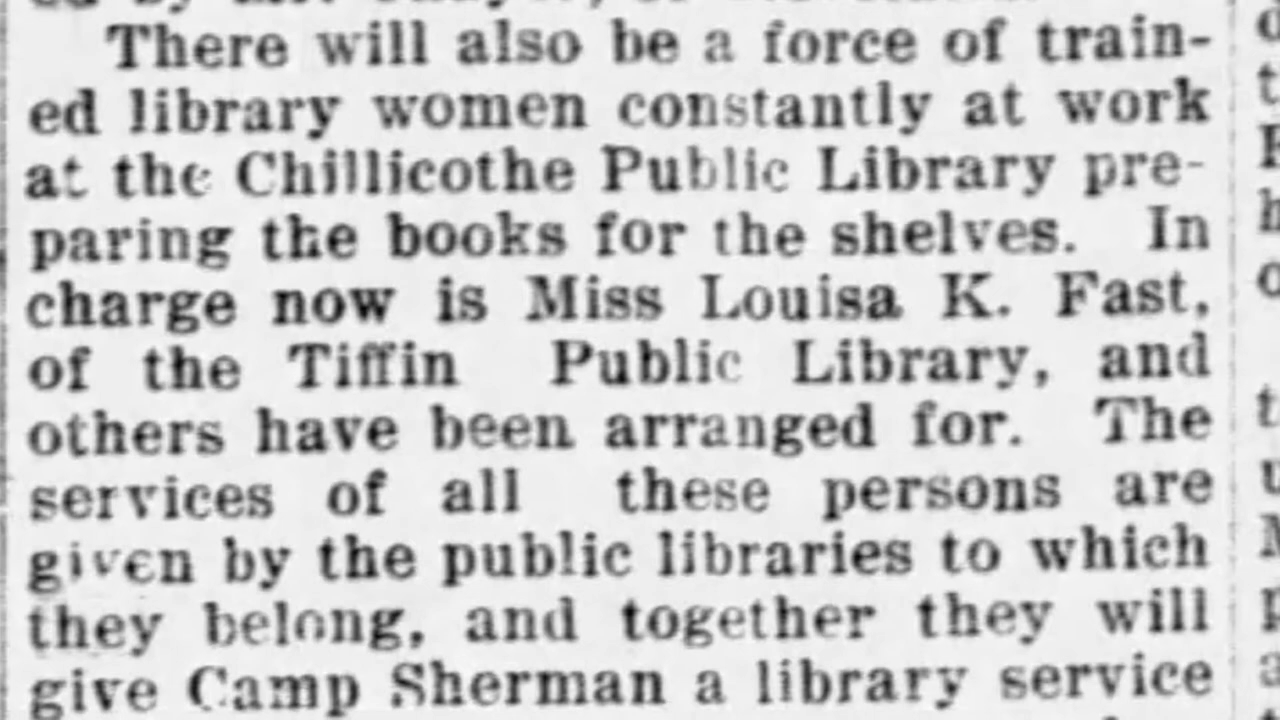 There will also be a force of train-
ed library women constantly at work
at the Chillicothe Public Library pre-
paring the books for the shelves. In
charge now is Miss Louisa K. Fast,
of the Tiffin Public Library, and
others have been arranged for. The
services of all these persons are
given by the public libraries to which
they belong, and together they will
give Camp Sherman a library service